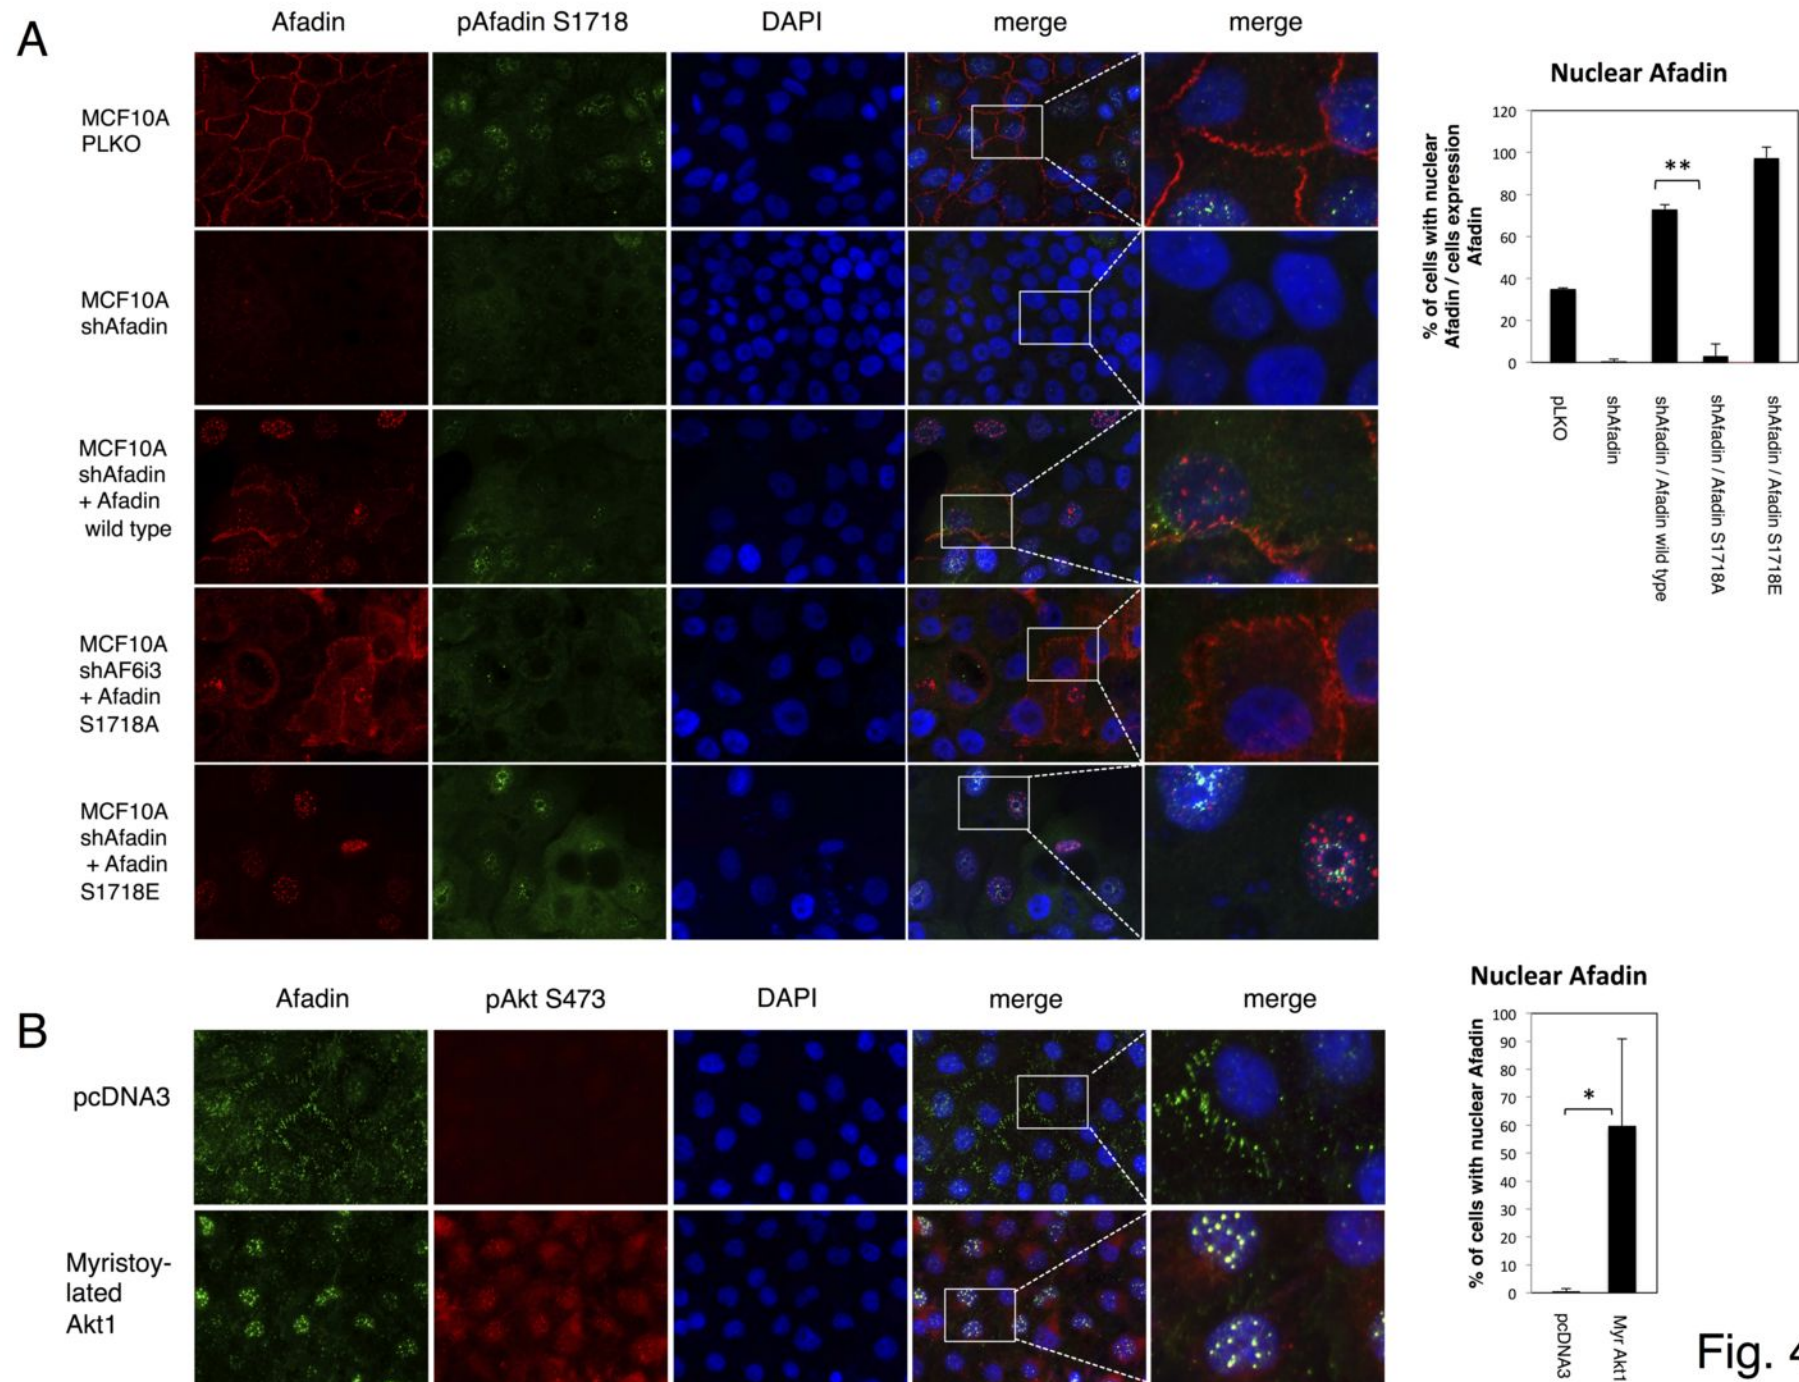 A
Afadin
pAfadin S1718
DAPI
merge
merge
MCF10A
PLKO
MCF10A
shAfadin
MCF10A
shAfadin
+ Afadin
wild type
MCF10A
shAF6i3
+ Afadin
S1718A
MCF10A
shAfadin
+ Afadin
S1718E
Nuclear Afadin
% of cells with nuclear
Afadin / cells expression
Afadin
120
100
80
60
40
20
0
**
pLKO
shAfadin
shAfadin / Afadin wild type
shAfadin / Afadin S1718A
shAfadin / Afadin S1718E
B
Afadin
pAkt S473
DAPI
merge
merge
pcDNA3
Myristoy-
lated
Akt1
Nuclear Afadin
% of cells with nuclear Afadin
100
90
80
70
60
50
40
30
20
10
0
*
pcDNA3
Myr Akt1
Fig. 4